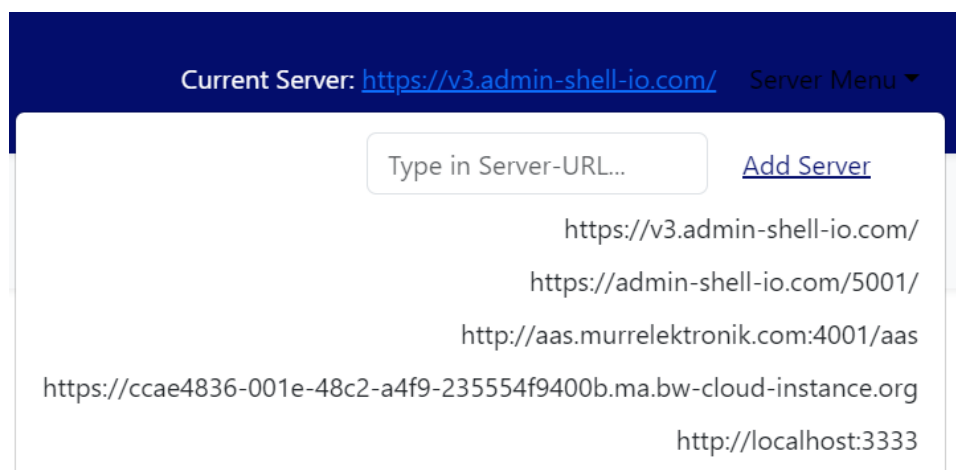 Current Server: https://v3.admin-shell-io.com/ Server Menu
Type in Server-URL... Add Server
https://v3.admin-shell-io.com/
https://admin-shell-io.com/5001/
http://aas.murrelektronik.com:4001/aas
https://ccae4836-001e-48c2-a4f9-235554f9400b.ma.bw-cloud-instance.org
http://localhost:3333